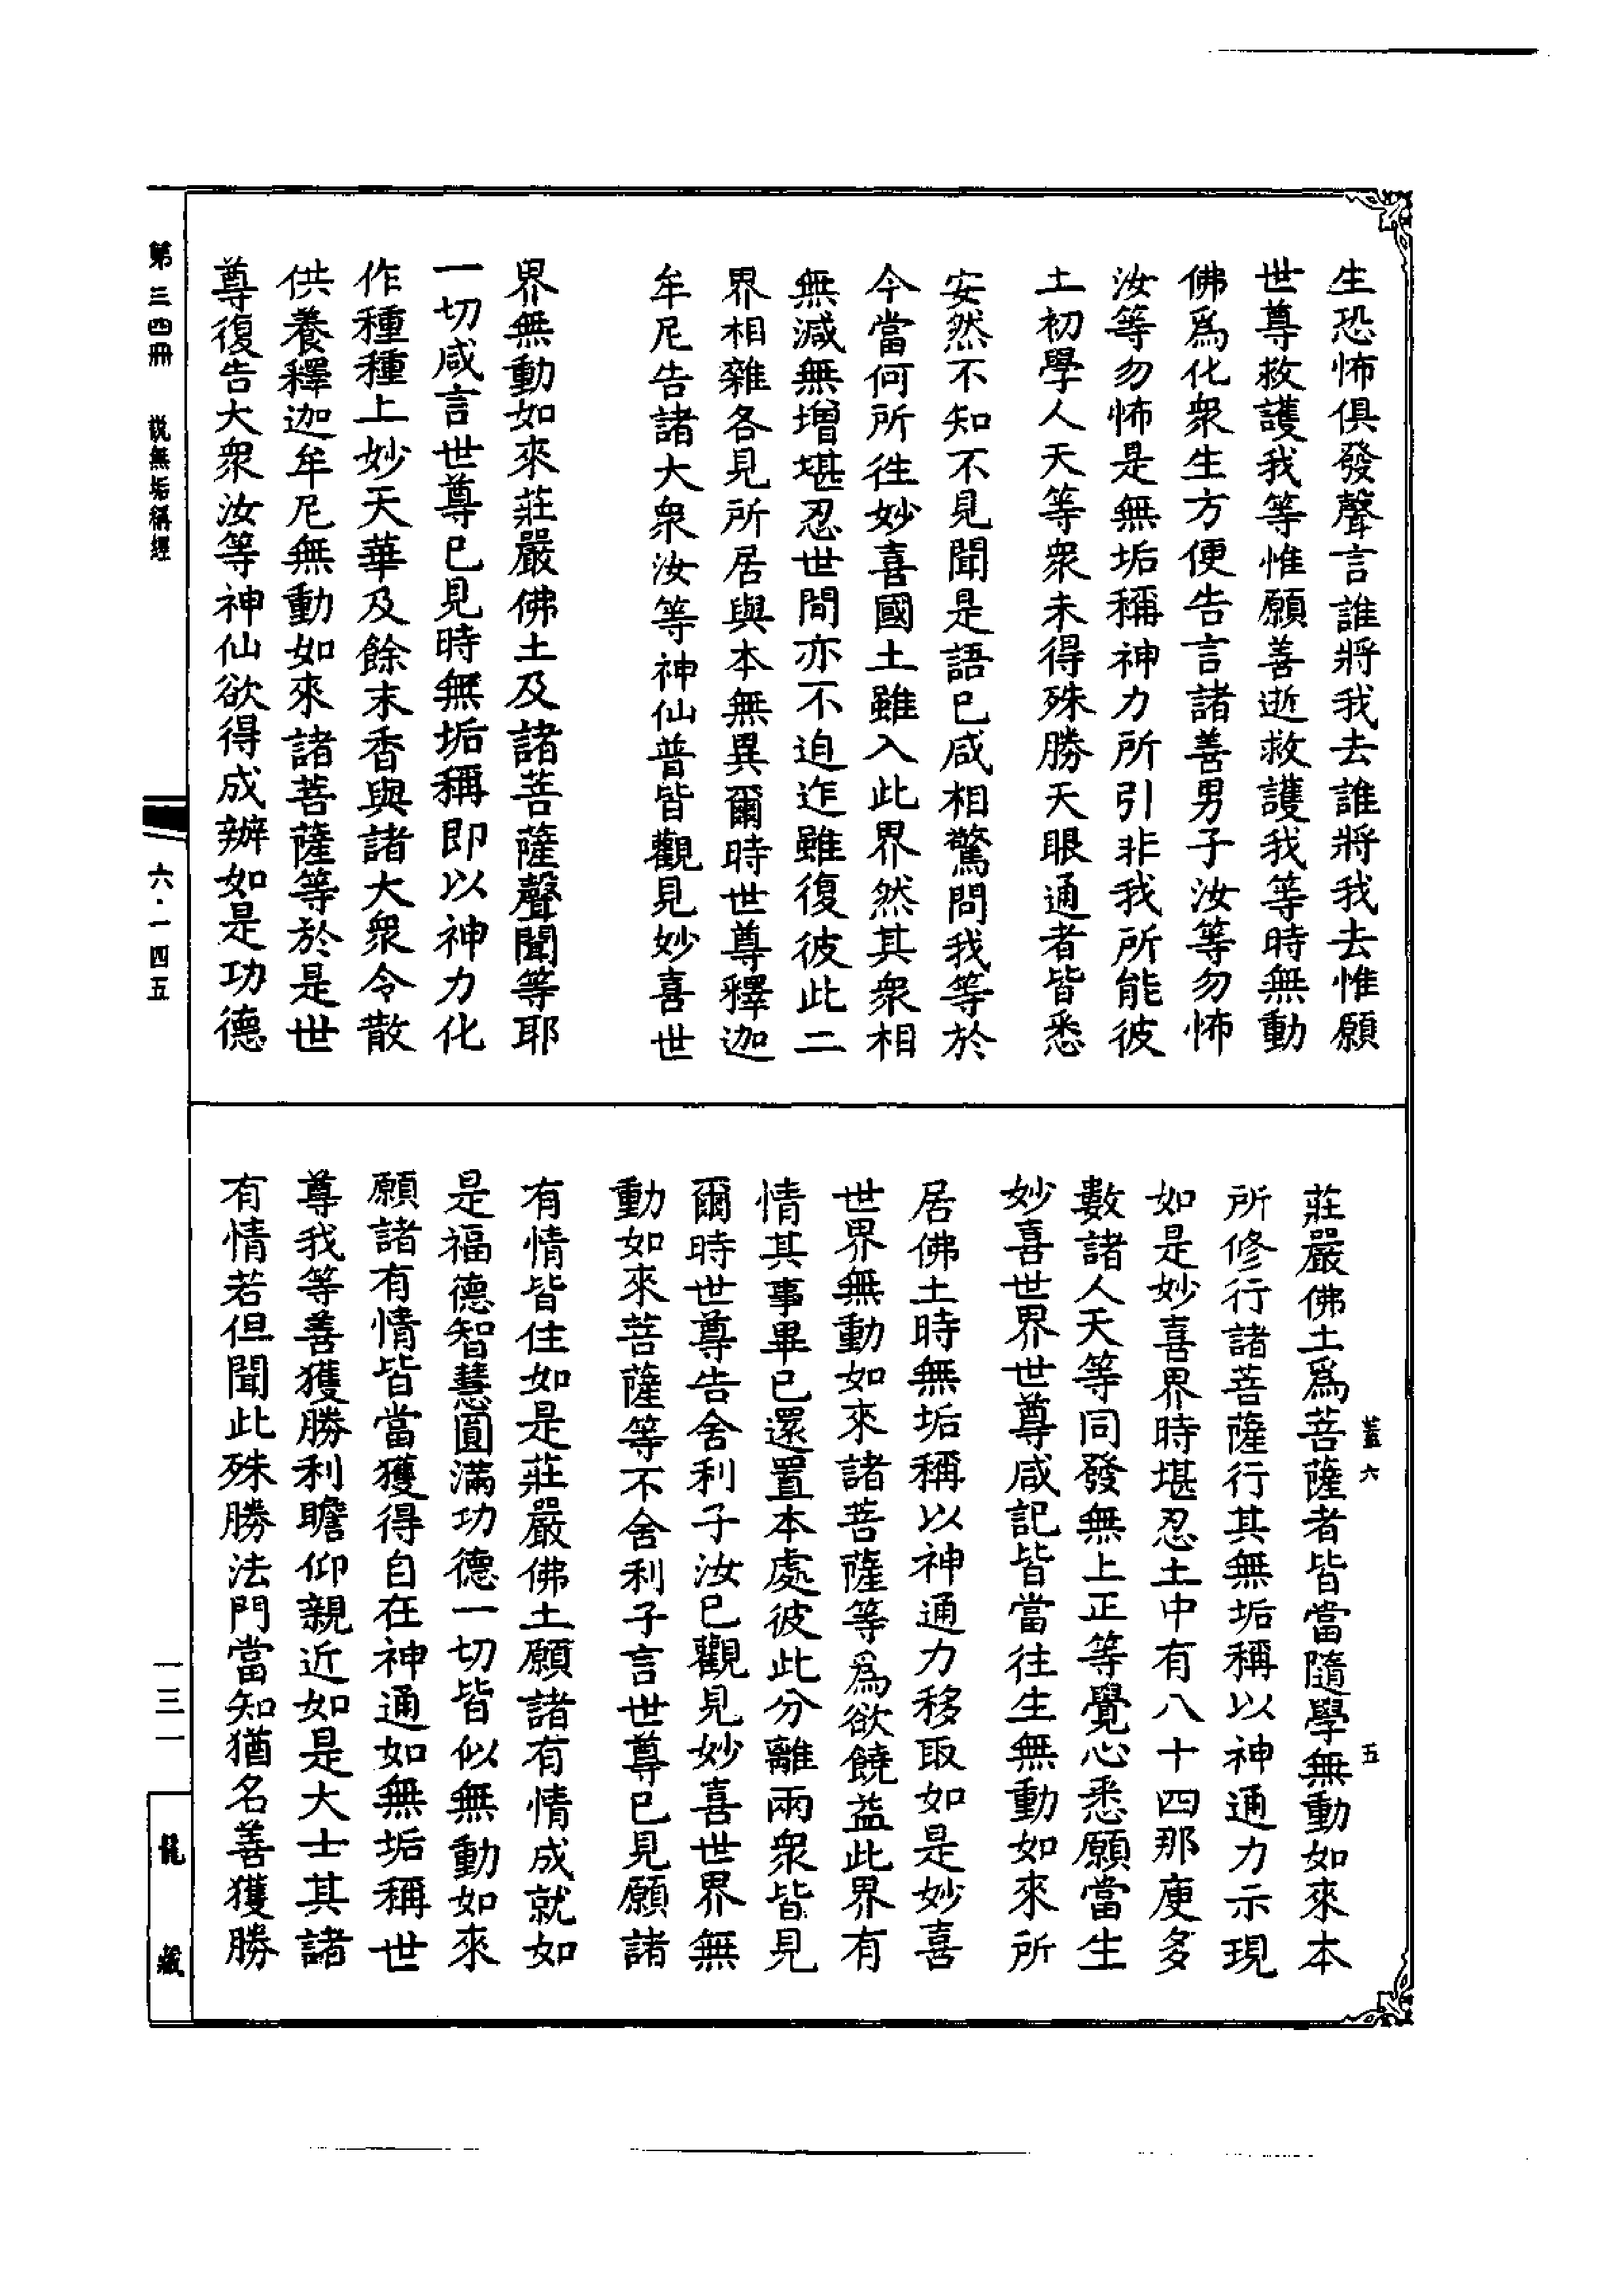 生恐怖俱發聲言誰將我去誰將我去惟願
世尊救護我等惟願善逝救護我等時無動
佛爲化衆生方便告言諸善男子汝等勿怖
汝等勿怖是無垢稱神力所引非我所能彼
土初學人天等衆未得殊勝天眼通者皆悉
安然不知不見聞是語已咸相驚問我等於
今當何所往妙喜國土雖入此界然其衆相
無減無增堪忍世間亦不迫迮雖復彼此二
界相雜各見所居與本無異爾時世尊釋迦
牟尼告諸大衆汝等神仙普皆觀見妙喜世
界無動如來莊嚴佛土及諸菩薩聲聞等耶
一切咸言世尊已見時無垢稱即以神力化
作種種上妙天華及餘末香與諸大衆令散
供養釋迦牟尼無動如來諸菩薩等於是世
尊復告大衆汝等神仙欲得成辦如是功德
蓋六 五
莊嚴佛土爲菩薩者皆當隨學無動如來本
所修行諸菩薩行其無垢稱以神通力示現
如是妙喜界時堪忍土中有八十四那庾多
數諸人天等同發無上正等覺心悉願當生
妙喜世界世尊咸記皆當往生無動如來所
居佛土時無垢稱以神通力移取如是妙喜
世界無動如來諸菩薩等爲欲饒益此界有
情其事畢已還置本處彼此分離兩衆皆見
爾時世尊告舍利子汝已觀見妙喜世界無
動如來菩薩等不舍利子言世尊已見願諸
有情皆住如是莊嚴佛土願諸有情成就如
是福德智慧圓滿功德一切皆似無動如來
願諸有情皆當獲得自在神通如無垢稱世
尊我等善獲勝利瞻仰親近如是大士其諸
有情若但聞此殊勝法門當知猶名善獲勝
第三四冊 説無垢稱經
六·一四五
一三一
龍藏